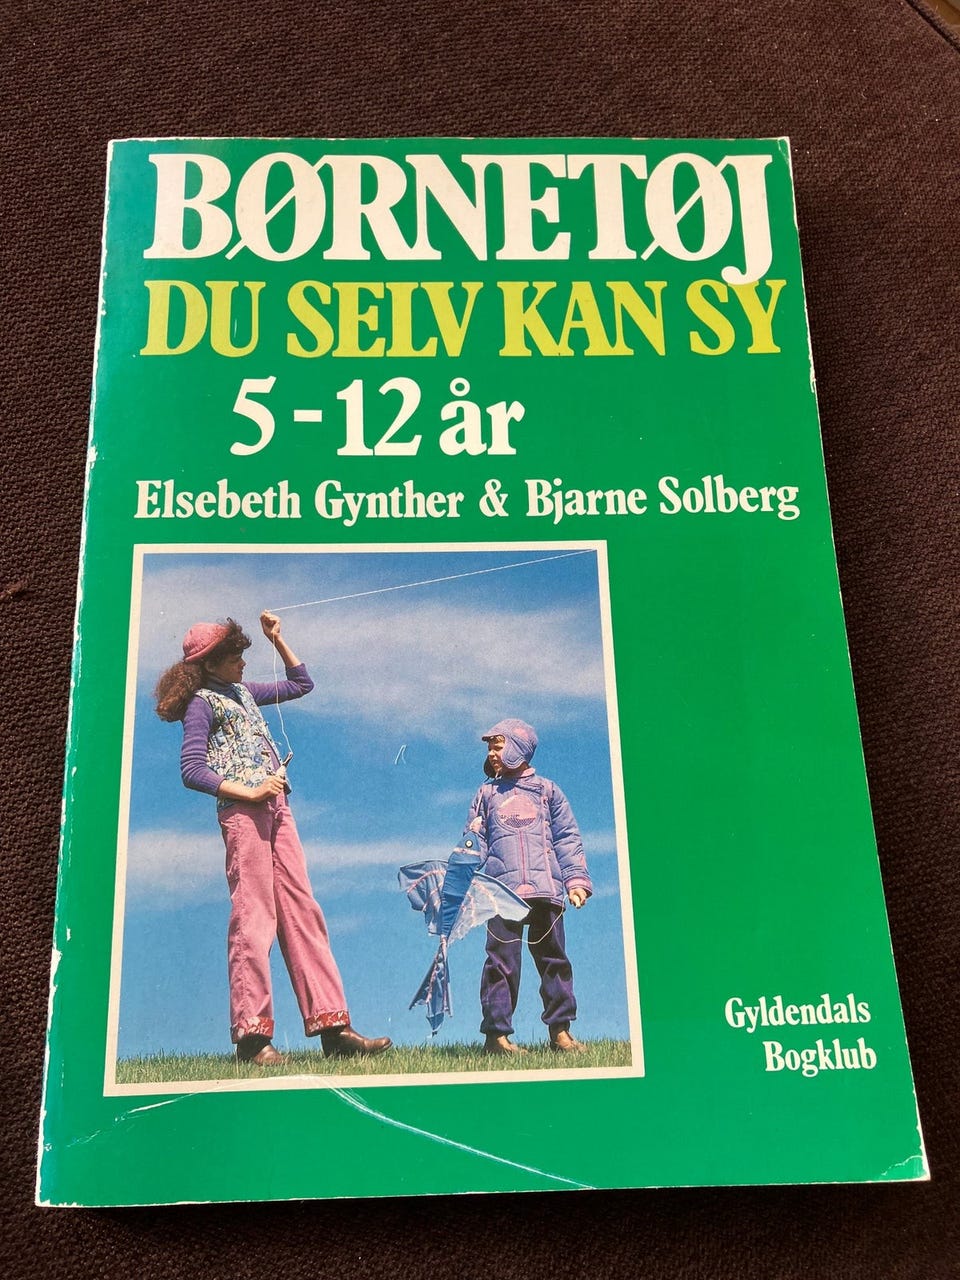 BØRNETØJ
DU SELV KAN SY
5-12 år
Elsebeth Gynther & Bjarne Solberg
Gyldendals
Bogklub